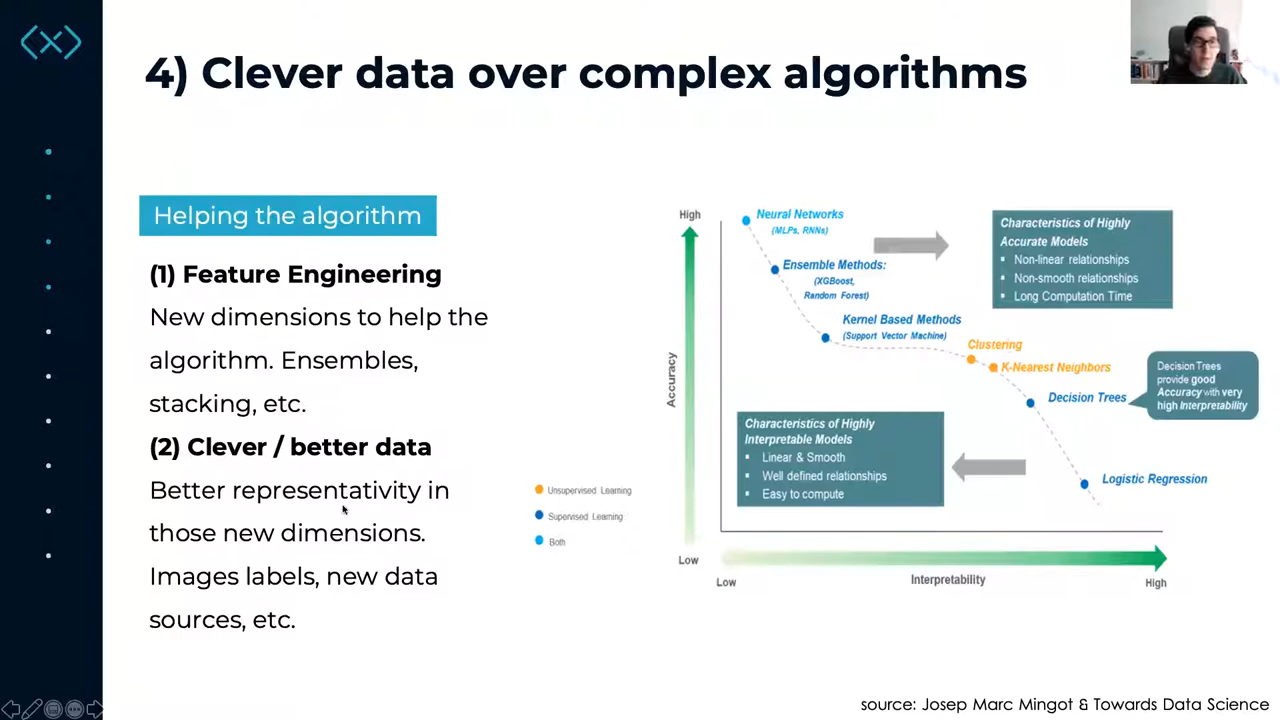 4) Clever data over complex algorithms
Helping the algorithm
(1) Feature Engineering
New dimensions to help the
algorithm. Ensembles,
stacking, etc.
(2) Clever / better data
Better representativity in
those new dimensions.
Images labels, new data
sources, etc.
Unsupervised Learning
Supervised Learning
Both
High
Accuracy
Low
Neural Networks
(MLPs, RNNs)
Ensemble Methods:
(XGBoost,
Random Forest)
Kernel Based Methods
(Support Vector Machine)
Clustering
K-Nearest Neighbors
Decision Trees
Logistic Regression
Characteristics of Highly
Accurate Models
▪ Non-linear relationships
▪ Non-smooth relationships
▪ Long Computation Time
Decision Trees
provide good
Accuracy with very
high Interpretability
Characteristics of Highly
Interpretable Models
▪ Linear & Smooth
▪ Well defined relationships
▪ Easy to compute
Low
Interpretability
High
source: Josep Marc Mingot & Towards Data Science